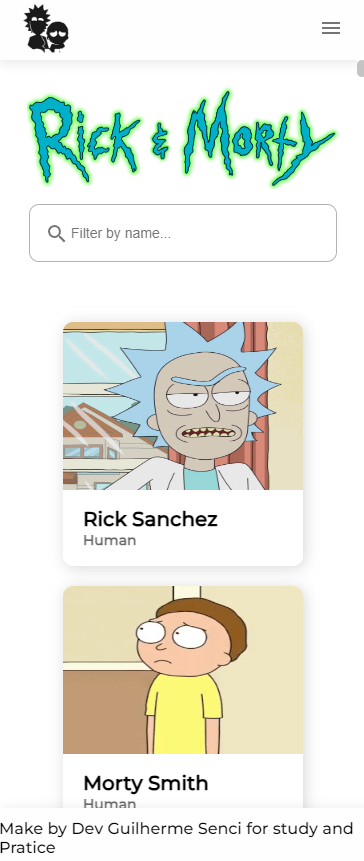 Rick & Morty
Filter by name...
Rick Sanchez
Human
Morty Smith
Human
Make by Dev Guilherme Senci for study and
Pratice